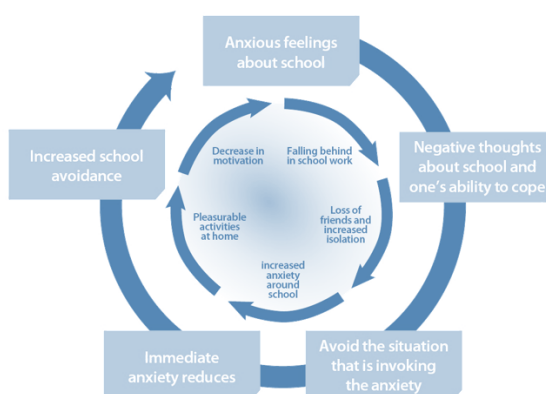 Anxious feelings
about school
Negative thoughts
about school and
one's ability to cope
Avoid the situation
that is invoking
the anxiety
Immediate
anxiety reduces
Increased school
avoidance
Falling behind
in school work
Loss of
friends and
increased
isolation
increased
anxiety
around
school
Pleasurable
activities
at home
Decrease in
motivation